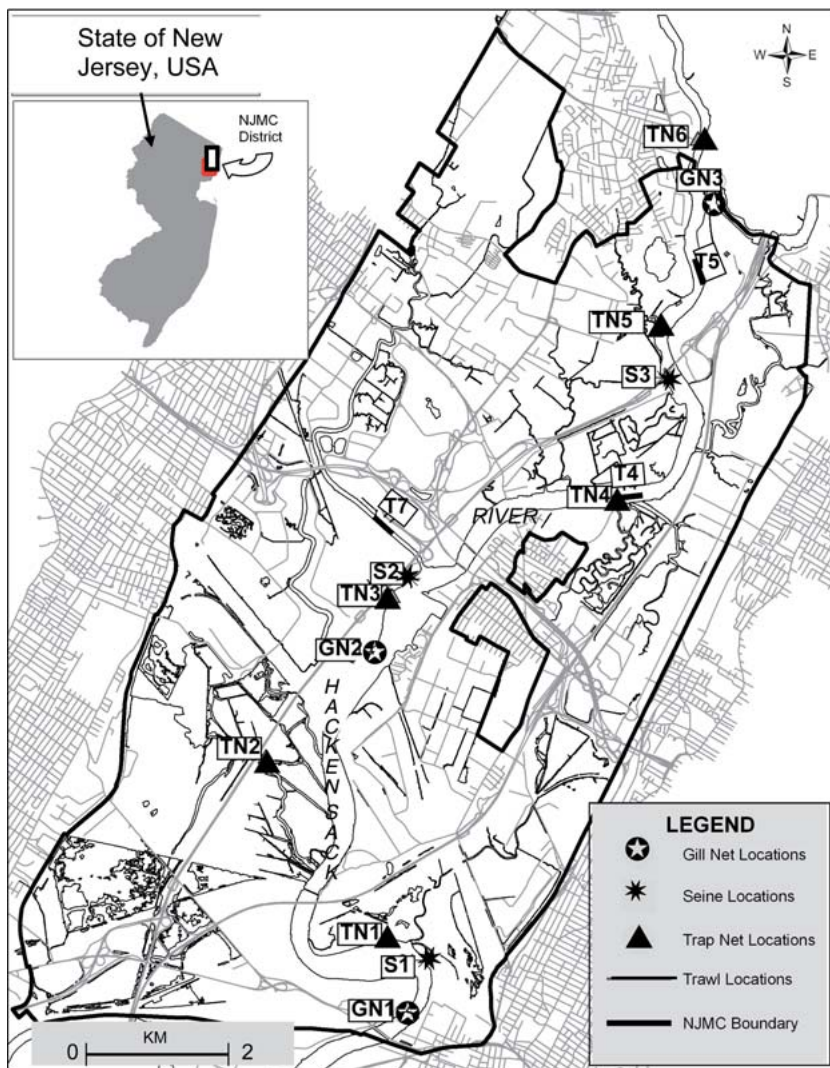 State of New
Jersey, USA
NJMC
District
N
W E
S
TN6
GN3
T5
TN5
S3
T4
TN4
RIVER
T7
S2
TN3
GN2
HACKENSACK
TN2
TN1
S1
GN1
KM
0 2
LEGEND
Gill Net Locations
Seine Locations
Trap Net Locations
Trawl Locations
NJMC Boundary